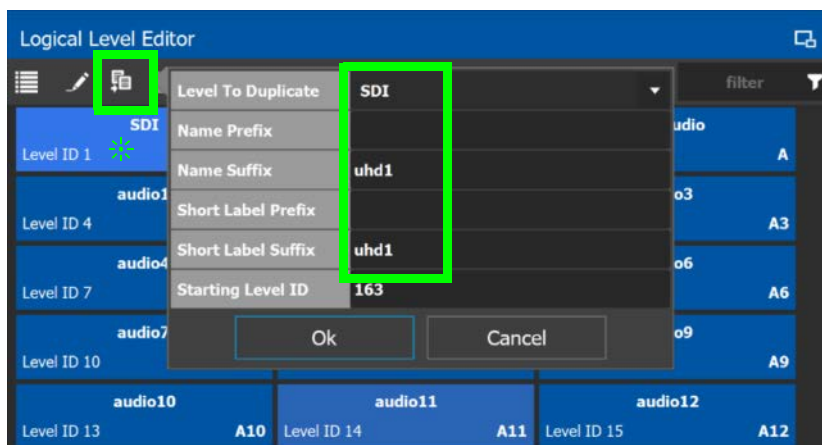 Logical Level Editor
filter
Level To Duplicate SDI
Name Prefix
Name Suffix uhd1
Short Label Prefix
Short Label Suffix uhd1
Starting Level ID 163
Ok Cancel
SDI
Level ID 1
udio
A
audio1
Level ID 4
o3
A3
audio4
Level ID 7
o6
A6
audio7
Level ID 10
o9
A9
audio10
Level ID 13 A10
audio11
Level ID 14 A11
audio12
Level ID 15 A12